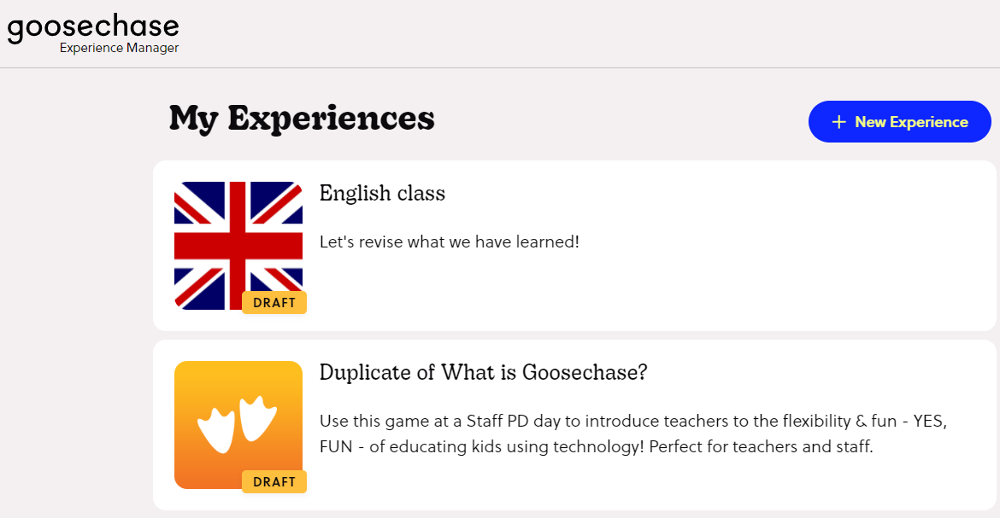 goosechase
Experience Manager
My Experiences
+ New Experience
English class
Let's revise what we have learned!
DRAFT
Duplicate of What is Goosechase?
Use this game at a Staff PD day to introduce teachers to the flexibility & fun - YES,
FUN - of educating kids using technology! Perfect for teachers and staff.
DRAFT